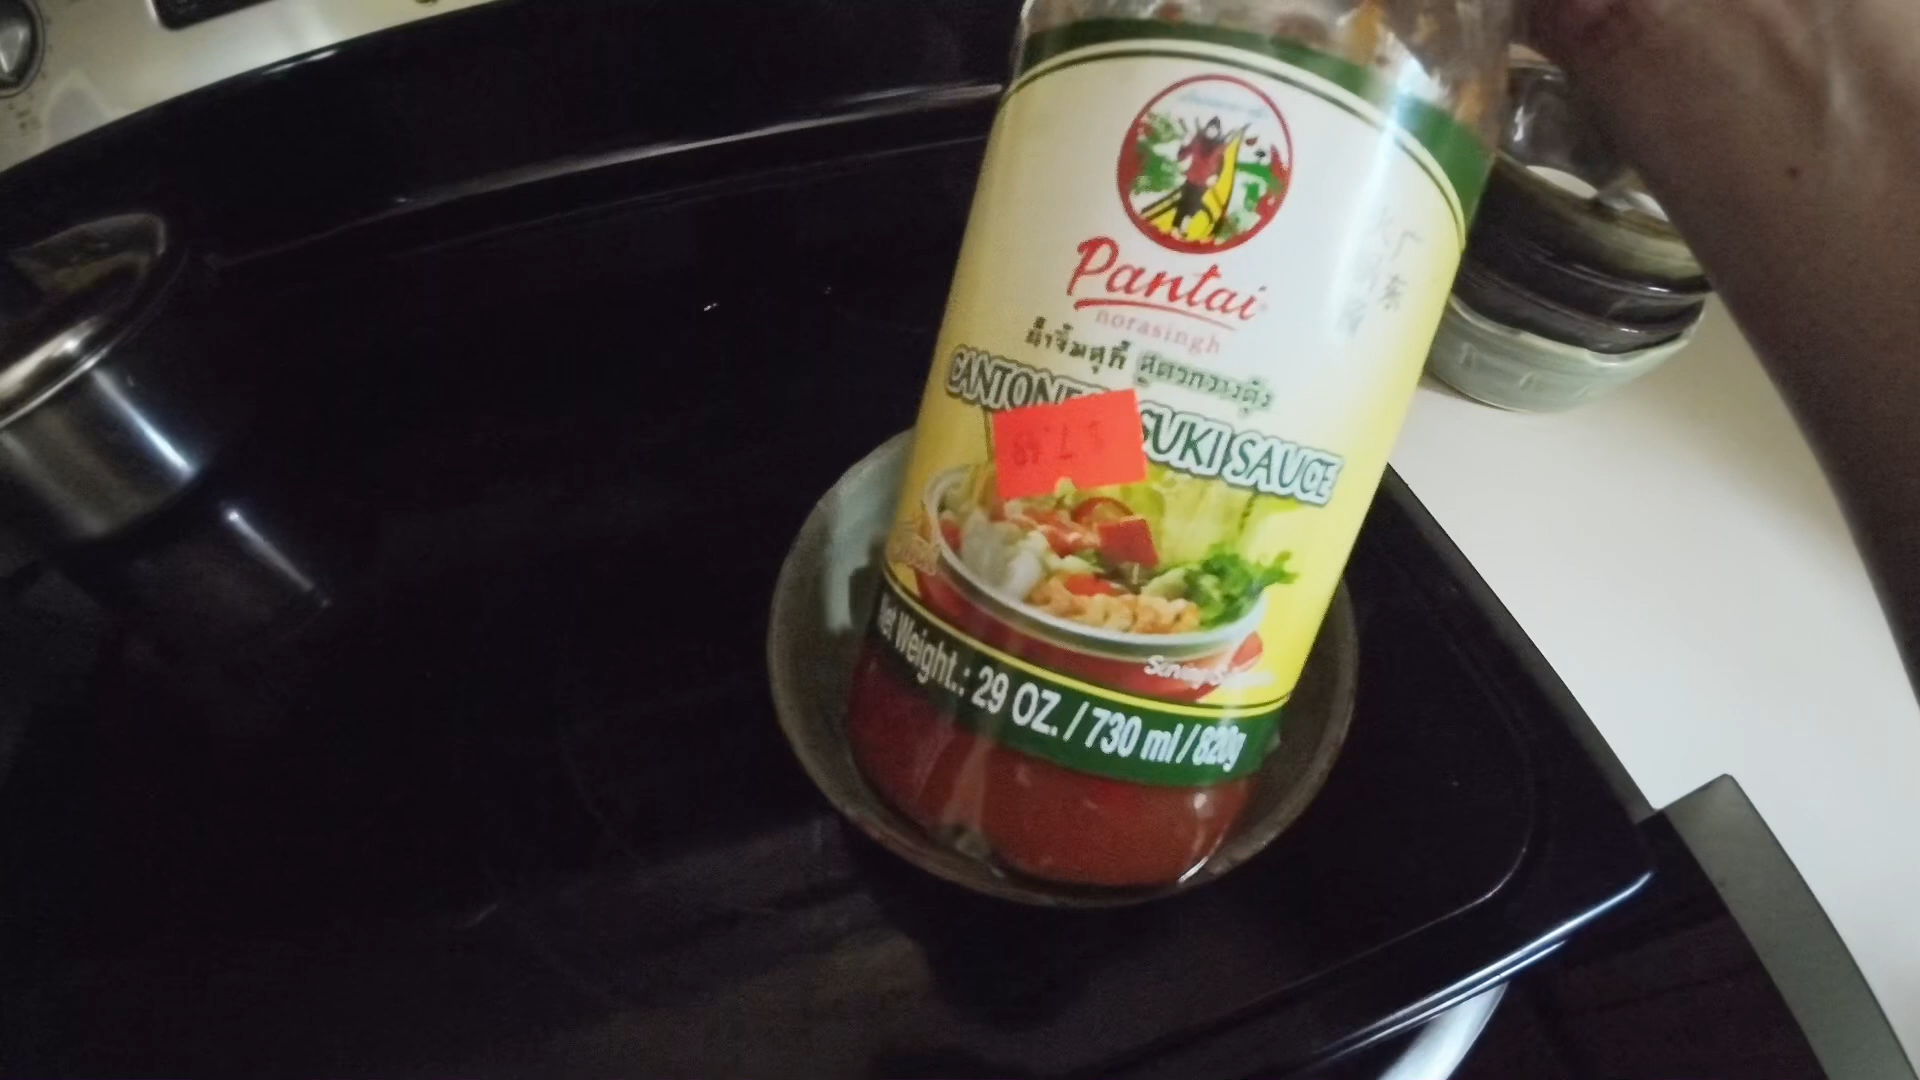 Pantai
norasingh
น้ำจิ้มสุกี้ สูตรกวางตุ้ง
SUKI SAUCE
Net Weight.: 29 OZ. / 730 ml / 820g